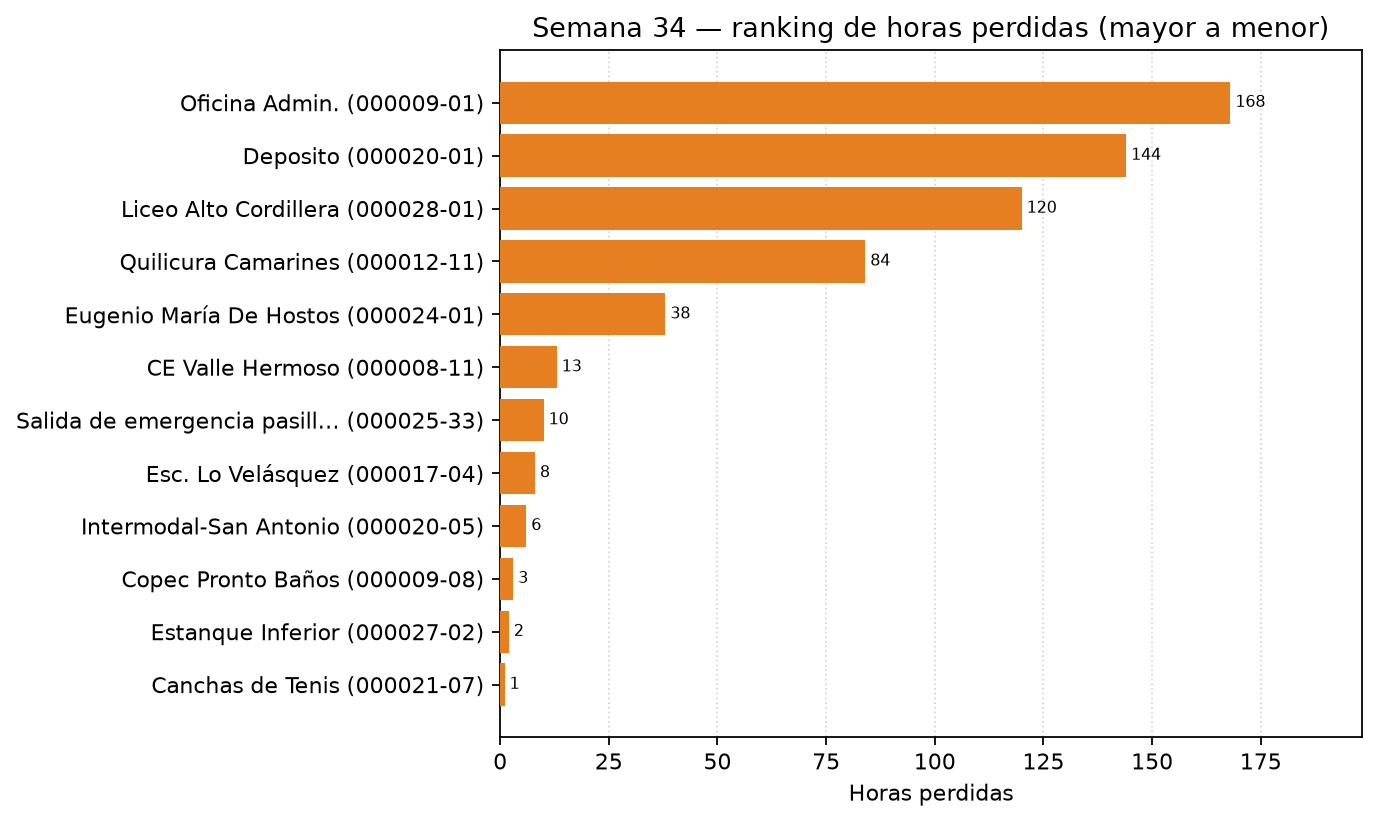 Semana 34 — ranking de horas perdidas (mayor a menor)
Oficina Admin. (000009-01) 168
Deposito (000020-01) 144
Liceo Alto Cordillera (000028-01) 120
Quilicura Camarines (000012-11) 84
Eugenio María De Hostos (000024-01) 38
CE Valle Hermoso (000008-11) 13
Salida de emergencia pasill... (000025-33) 10
Esc. Lo Velásquez (000017-04) 8
Intermodal-San Antonio (000020-05) 6
Copec Pronto Baños (000009-08) 3
Estanque Inferior (000027-02) 2
Canchas de Tenis (000021-07) 1
0 25 50 75 100 125 150 175
Horas perdidas